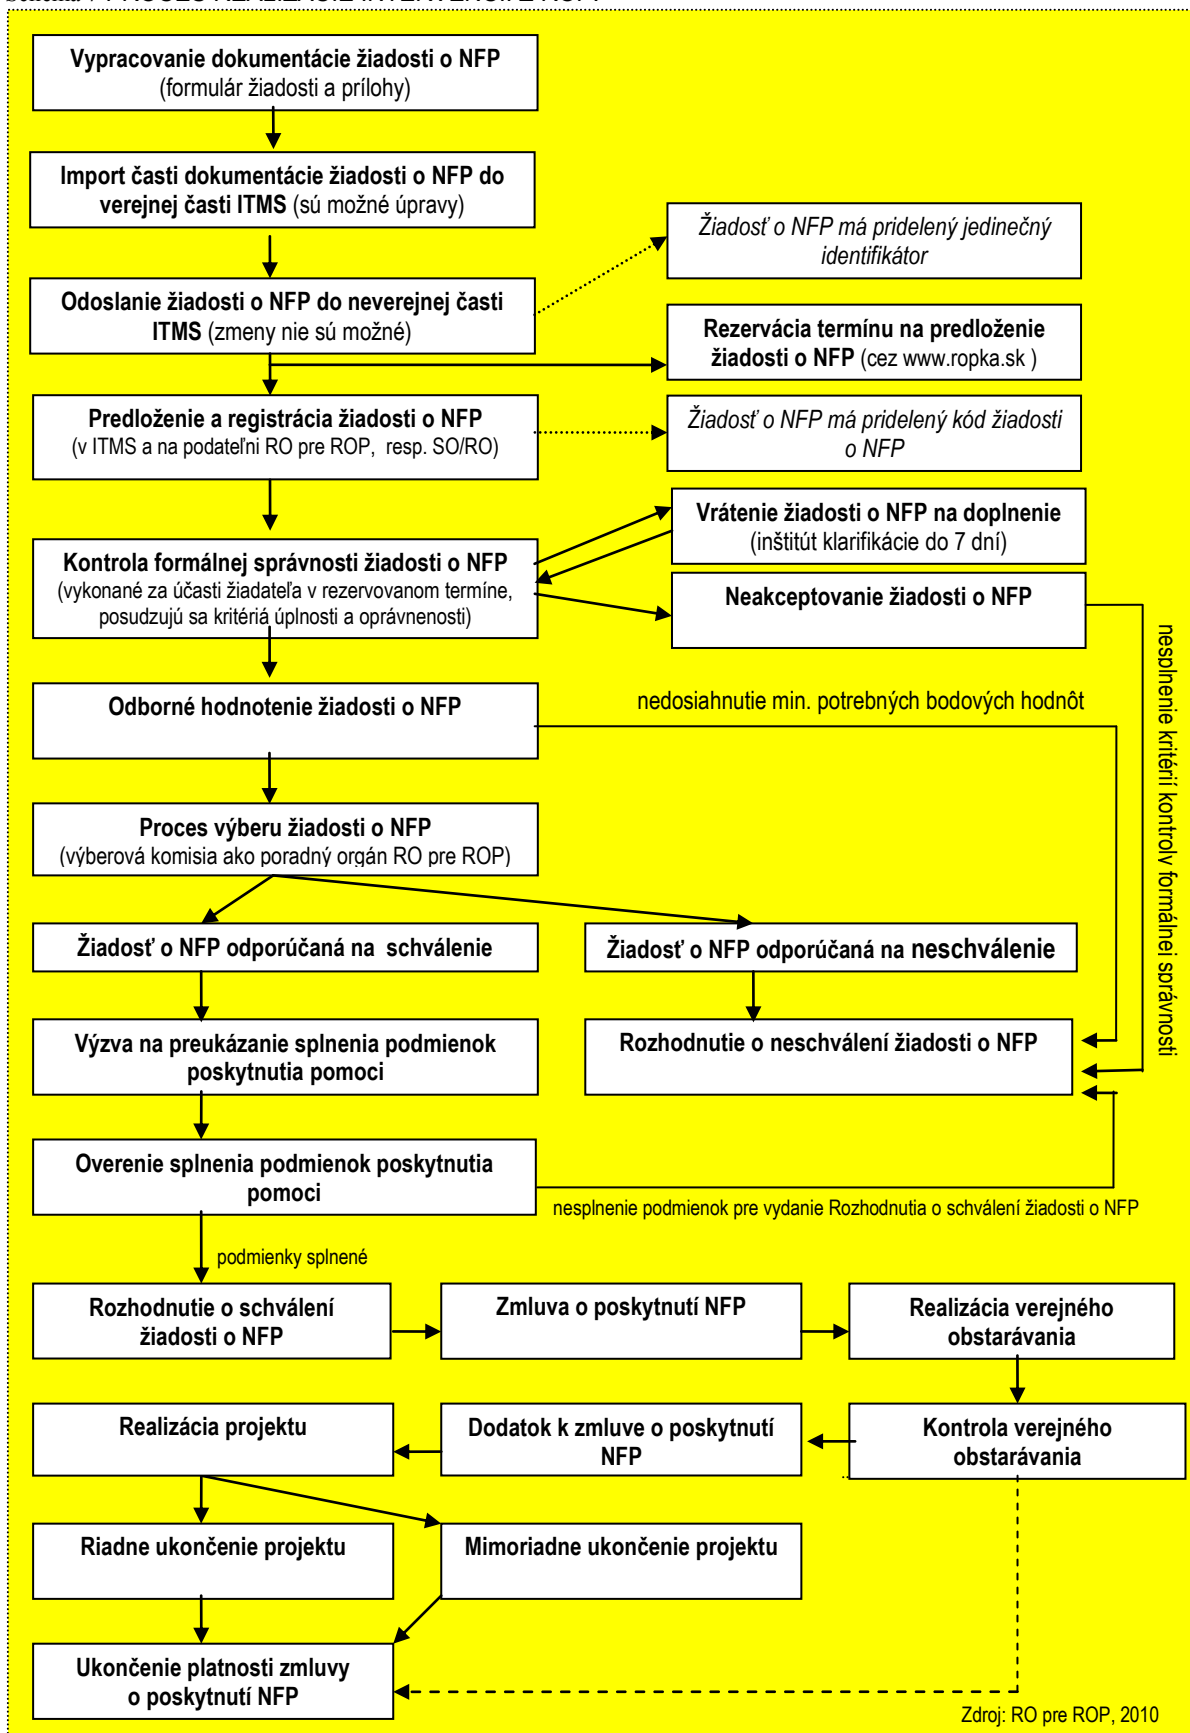 Vypracovanie dokumentácie žiadosti o NFP
(formulár žiadosti a prílohy)
Import časti dokumentácie žiadosti o NFP do
verejnej časti ITMS (sú možné úpravy)
Žiadosť o NFP má pridelený jedinečný
identifikátor
Odoslanie žiadosti o NFP do neverejnej časti
ITMS (zmeny nie sú možné)
Rezervácia termínu na predloženie
žiadosti o NFP (cez www.ropka.sk )
Predloženie a registrácia žiadosti o NFP
(v ITMS a na podateľni RO pre ROP, resp. SO/RO)
Žiadosť o NFP má pridelený kód žiadosti
o NFP
Vrátenie žiadosti o NFP na doplnenie
(inštitút klarifikácie do 7 dní)
Kontrola formálnej správnosti žiadosti o NFP
(vykonané za účasti žiadateľa v rezervovanom termíne,
posudzujú sa kritériá úplnosti a oprávnenosti)
Neakceptovanie žiadosti o NFP
nesplnenie kritérií kontroly formálnej správnosti
Odborné hodnotenie žiadosti o NFP
nedosiahnutie min. potrebných bodových hodnôt
Proces výberu žiadosti o NFP
(výberová komisia ako poradný orgán RO pre ROP)
Žiadosť o NFP odporúčaná na schválenie
Žiadosť o NFP odporúčaná na neschválenie
Výzva na preukázanie splnenia podmienok
poskytnutia pomoci
Rozhodnutie o neschválení žiadosti o NFP
Overenie splnenia podmienok poskytnutia
pomoci
nesplnenie podmienok pre vydanie Rozhodnutia o schválení žiadosti o NFP
podmienky splnené
Rozhodnutie o schválení
žiadosti o NFP
Zmluva o poskytnutí NFP
Realizácia verejného
obstarávania
Realizácia projektu
Dodatok k zmluve o poskytnutí
NFP
Kontrola verejného
obstarávania
Riadne ukončenie projektu
Mimoriadne ukončenie projektu
Ukončenie platnosti zmluvy
o poskytnutí NFP
Zdroj: RO pre ROP, 2010